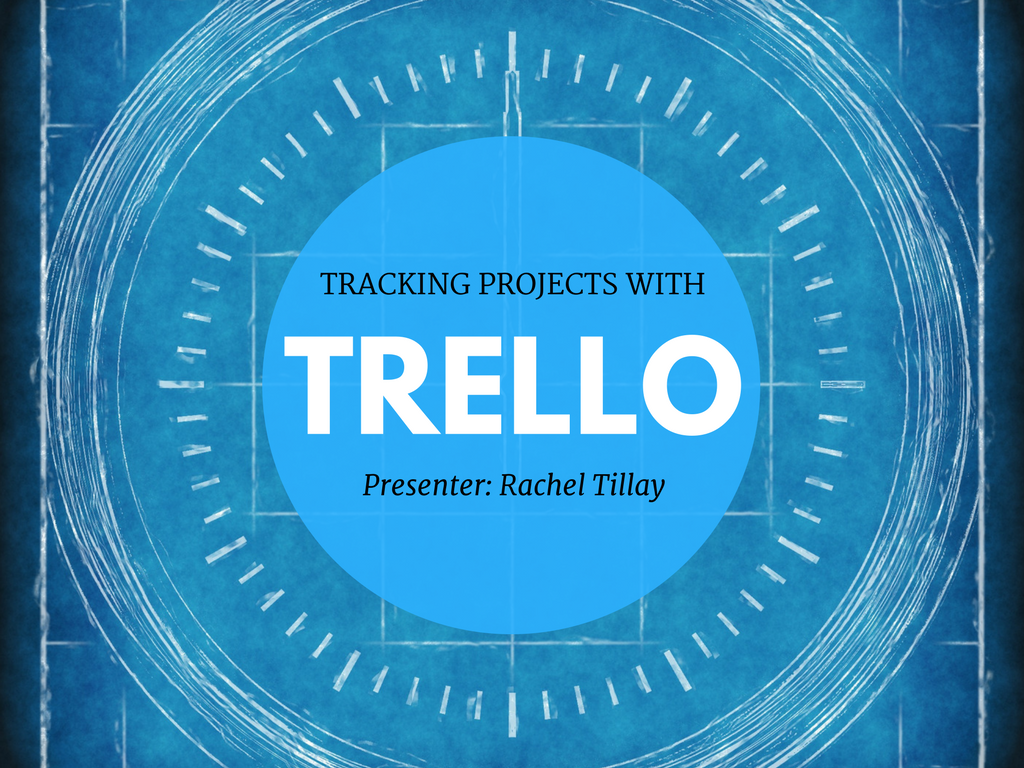 TRACKING PROJECTS WITH
TRELLO
Presenter: Rachel Tillay